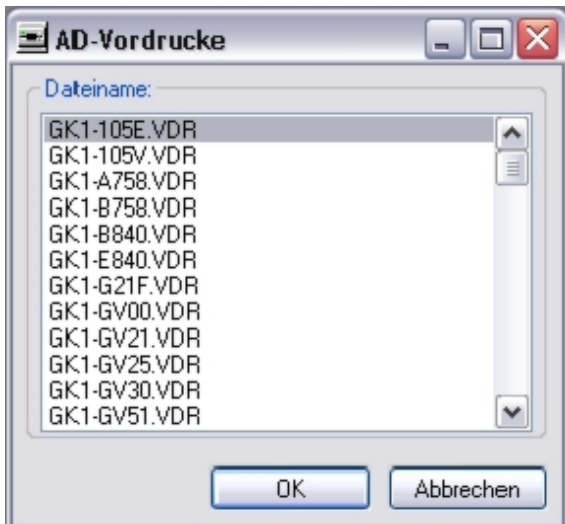 AD-Vordrucke
Dateiname:
GK1-105E.VDR
GK1-105V.VDR
GK1-A758.VDR
GK1-B758.VDR
GK1-B840.VDR
GK1-E840.VDR
GK1-G21F.VDR
GK1-GV00.VDR
GK1-GV21.VDR
GK1-GV25.VDR
GK1-GV30.VDR
GK1-GV51.VDR
OK Abbrechen